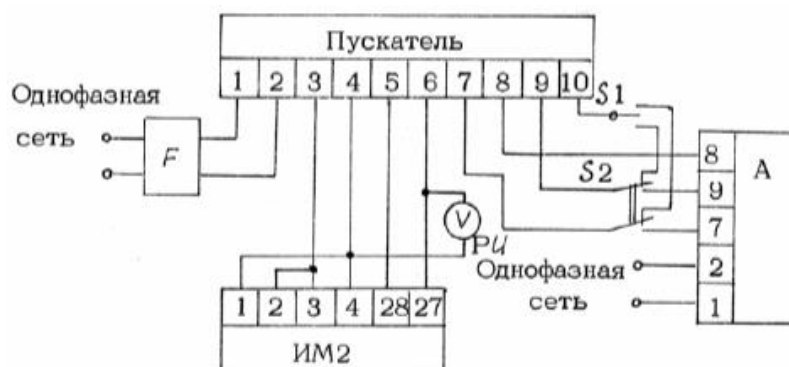 Пускатель
1 2 3 4 5 6 7 8 9 10
S1
Однофазная
сеть
F
8
A
S2
9
V
7
PU
Однофазная
сеть
2
1
1 2 3 4 28 27
ИМ2